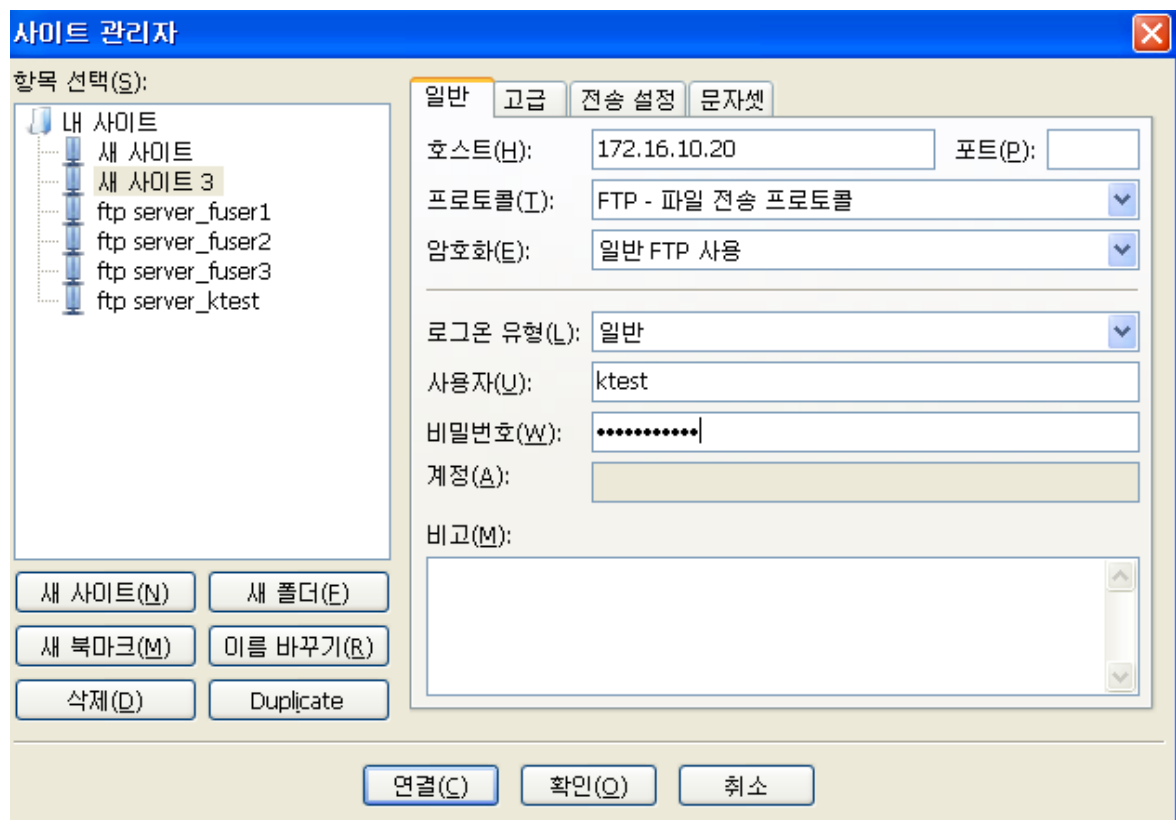 사이트 관리자
항목 선택(S):
내 사이트
새 사이트
새 사이트 3
ftp server_fuser1
ftp server_fuser2
ftp server_fuser3
ftp server_ktest
새 사이트(N)
새 폴더(F)
새 북마크(M)
이름 바꾸기(R)
삭제(D)
Duplicate
일반
고급
전송 설정
문자셋
호스트(H): 172.16.10.20 포트(P):
프로토콜(T): FTP - 파일 전송 프로토콜
암호화(E): 일반 FTP 사용
로그온 유형(L): 일반
사용자(U): ktest
비밀번호(W): •••••••••••
계정(A):
비고(M):
연결(C)
확인(O)
취소